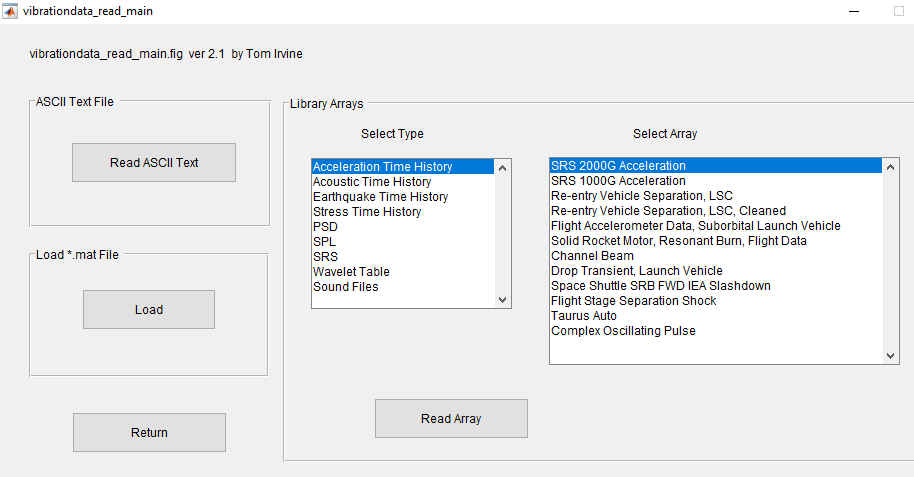 vibrationdata_read_main
vibrationdata_read_main.fig ver 2.1 by Tom Irvine
ASCII Text File
Read ASCII Text
Load *.mat File
Load
Return
Library Arrays
Select Type
Acceleration Time History
Acoustic Time History
Earthquake Time History
Stress Time History
PSD
SPL
SRS
Wavelet Table
Sound Files
Select Array
SRS 2000G Acceleration
SRS 1000G Acceleration
Re-entry Vehicle Separation, LSC
Re-entry Vehicle Separation, LSC, Cleaned
Flight Accelerometer Data, Suborbital Launch Vehicle
Solid Rocket Motor, Resonant Burn, Flight Data
Channel Beam
Drop Transient, Launch Vehicle
Space Shuttle SRB FWD IEA Slashdown
Flight Stage Separation Shock
Taurus Auto
Complex Oscillating Pulse
Read Array